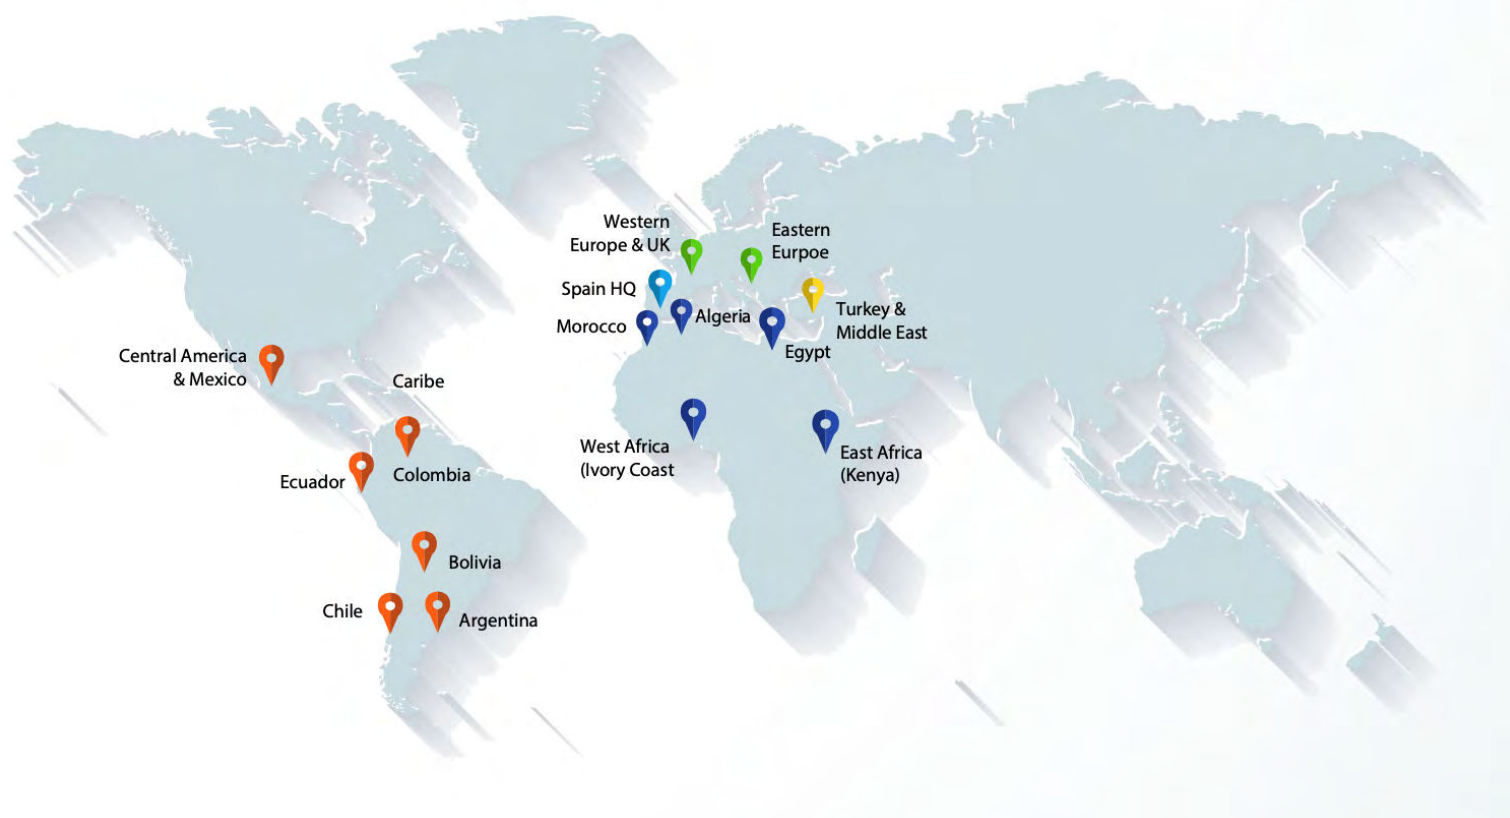 Western
Europe & UK
Eastern
Eurpoe
Spain HQ
Algeria
Morocco
Turkey &
Middle East
Egypt
Central America
& Mexico
Caribe
West Africa
(Ivory Coast
East Africa
(Kenya)
Ecuador
Colombia
Bolivia
Chile
Argentina